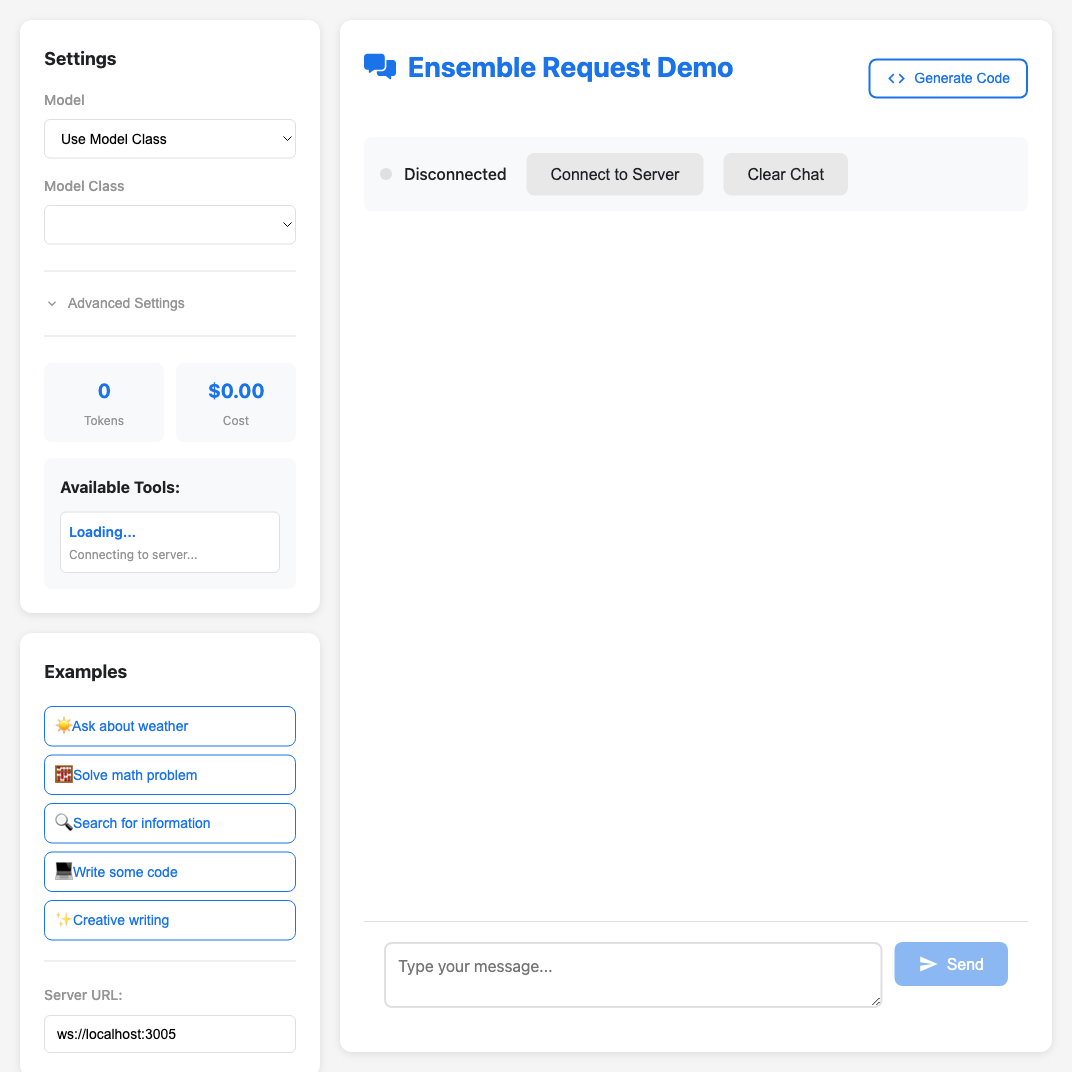 Settings
Model
Use Model Class
Model Class
Advanced Settings
0
Tokens
$0.00
Cost
Available Tools:
Loading...
Connecting to server...
Examples
☀️Ask about weather
🧮Solve math problem
🔍Search for information
💻Write some code
✨Creative writing
Server URL:
ws://localhost:3005
Ensemble Request Demo
Generate Code
Disconnected
Connect to Server
Clear Chat
Type your message...
Send